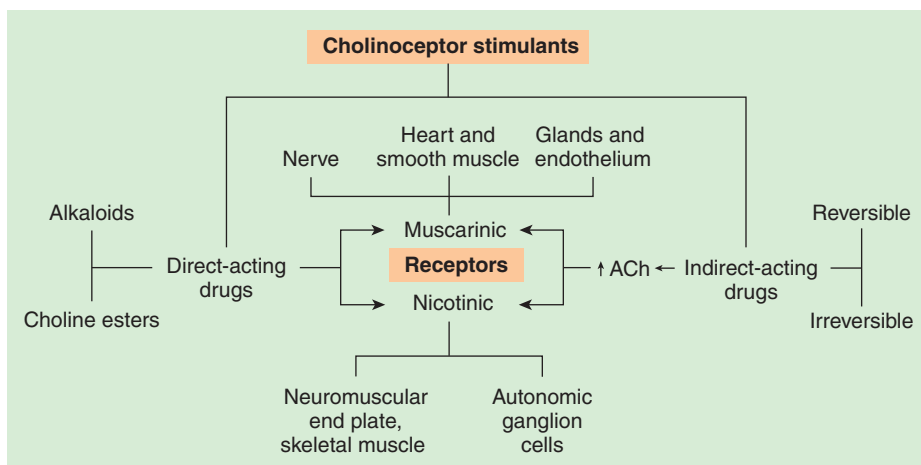 Cholinoceptor stimulants
Nerve
Heart and
smooth muscle
Glands and
endothelium
Alkaloids
Choline esters
Direct-acting
drugs
Muscarinic
Receptors
Nicotinic
↑ ACh
Indirect-acting
drugs
Reversible
Irreversible
Neuromuscular
end plate,
skeletal muscle
Autonomic
ganglion
cells